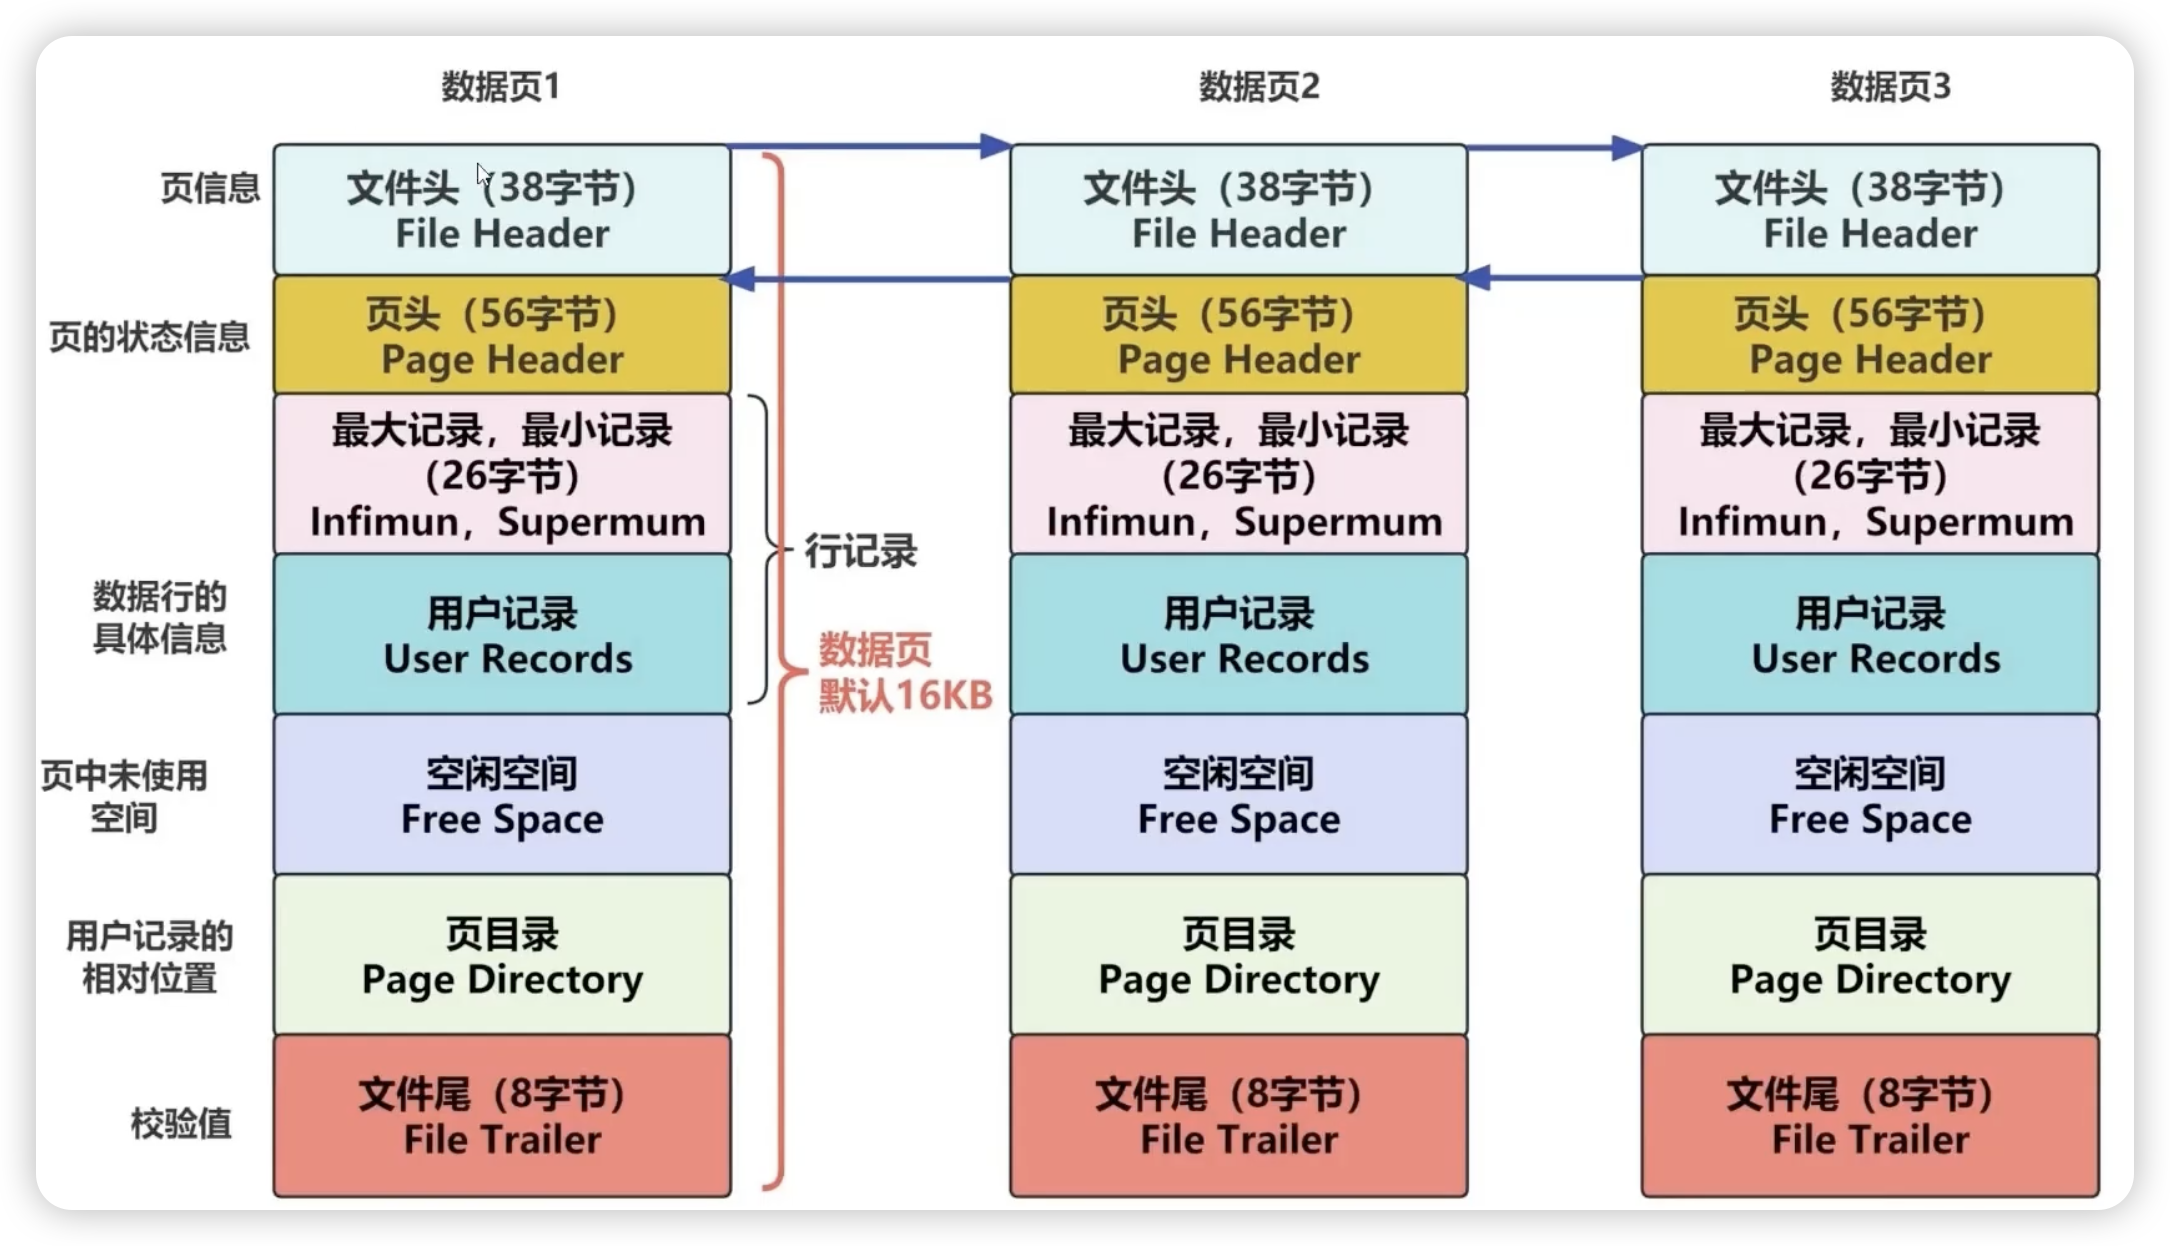 数据页1
数据页2
数据页3
页信息
文件头（38字节）
File Header
文件头（38字节）
File Header
文件头（38字节）
File Header
页的状态信息
页头（56字节）
Page Header
页头（56字节）
Page Header
页头（56字节）
Page Header
最大记录，最小记录
（26字节）
Infimun，Supermum
最大记录，最小记录
（26字节）
Infimun，Supermum
最大记录，最小记录
（26字节）
Infimun，Supermum
行记录
数据行的
具体信息
用户记录
User Records
数据页
默认16KB
用户记录
User Records
用户记录
User Records
页中未使用
空间
空闲空间
Free Space
空闲空间
Free Space
空闲空间
Free Space
用户记录的
相对位置
页目录
Page Directory
页目录
Page Directory
页目录
Page Directory
校验值
文件尾（8字节）
File Trailer
文件尾（8字节）
File Trailer
文件尾（8字节）
File Trailer